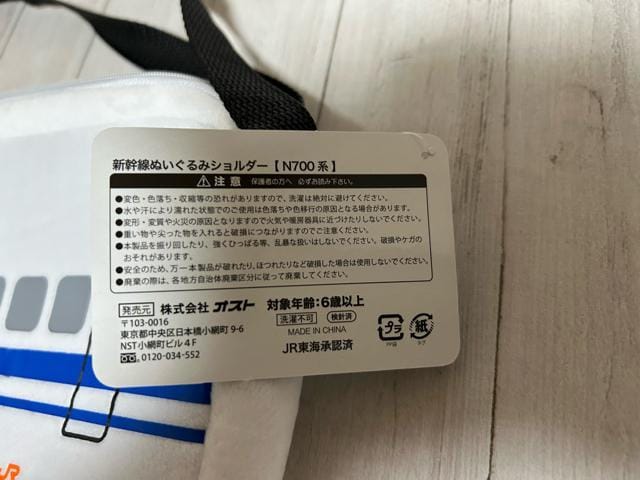 新幹線ぬいぐるみショルダー【N700系】
⚠注意 保護者の方へ 必ずお読み下さい。
●変色・色落ち・収縮等の恐れがありますので、洗濯は絶対に避けてください。
●水や汗により濡れた状態でのご使用は色落ちや色移行の原因となる場合があります。
●変形・変質や火災の原因となりますので火気や暖房器具に近づけたりしないでください。
●重い物や尖った物を入れると破損につながりますのでご注意ください。
●本製品を振り回したり、強くひっぱる等、乱暴な扱いはしないでください。破損やケガの
おそれがあります。
●安全のため、万一本製品が破れたり、ほつれたりなど破損した場合は使用しないでください。
●廃棄の際は、各地方自治体廃棄区分に従って廃棄してください。
発売元 株式会社オスト 対象年齢:6歳以上
〒103-0016 洗濯不可 検針済
東京都中央区日本橋小網町9-6 MADE IN CHINA
NST小網町ビル4F JR東海承認済
0120-034-552
プラ
PP袋
紙
タグ
JR